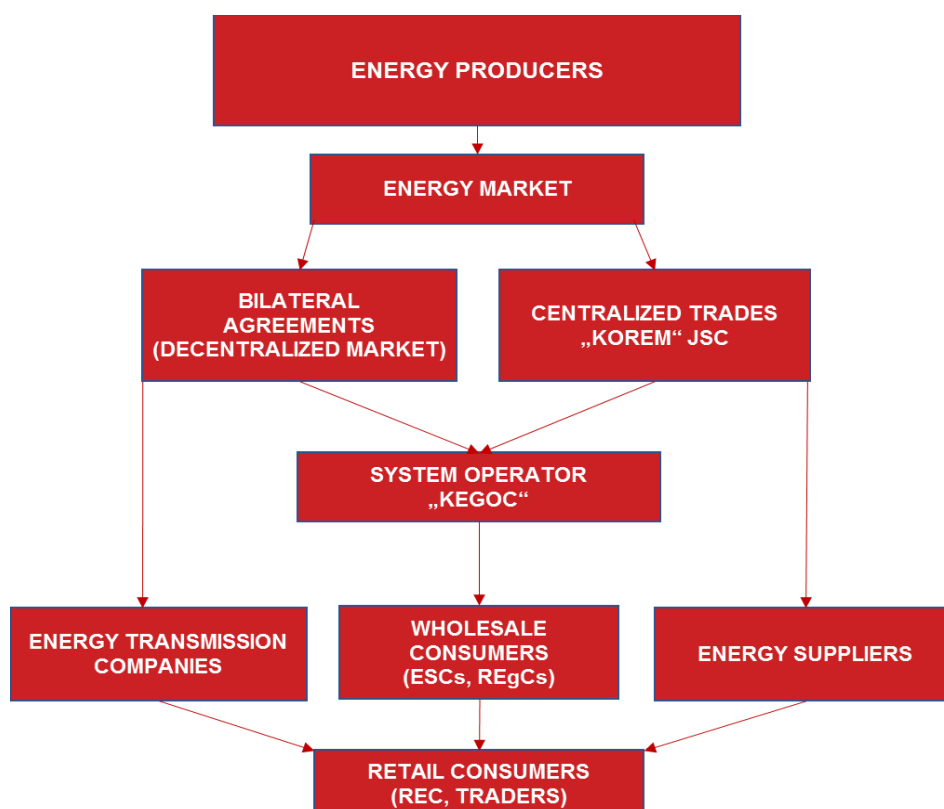 ENERGY PRODUCERS
ENERGY MARKET
BILATERAL
AGREEMENTS
(DECENTRALIZED MARKET)
CENTRALIZED TRADES
„KOREM“ JSC
SYSTEM OPERATOR
„KEGOC“
ENERGY TRANSMISSION
COMPANIES
WHOLESALE
CONSUMERS
(ESCs, REgCs)
ENERGY SUPPLIERS
RETAIL CONSUMERS
(REC, TRADERS)